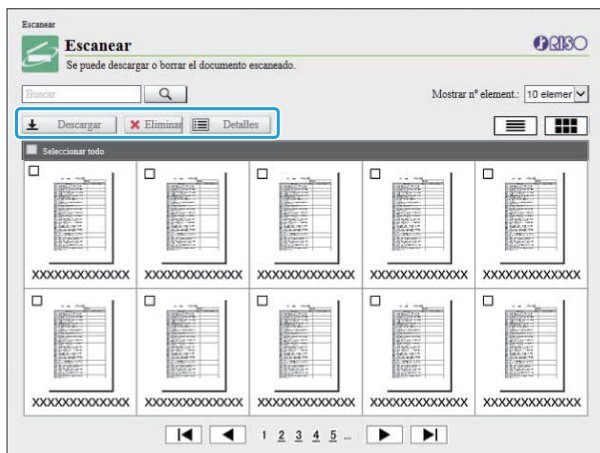 Escanear
Escanear
RISO
Se puede descargar o borrar el documento escaneado.
Buscar
Mostrar nº element.: 10 elemer
Descargar Eliminar Detalles
Seleccionar todo
XXXXXXXXXXXXX XXXXXXXXXXXXX XXXXXXXXXXXXX XXXXXXXXXXXXX XXXXXXXXXXXXX
XXXXXXXXXXXXX XXXXXXXXXXXXX XXXXXXXXXXXXX XXXXXXXXXXXXX XXXXXXXXXXXXX
1 2 3 4 5 ...